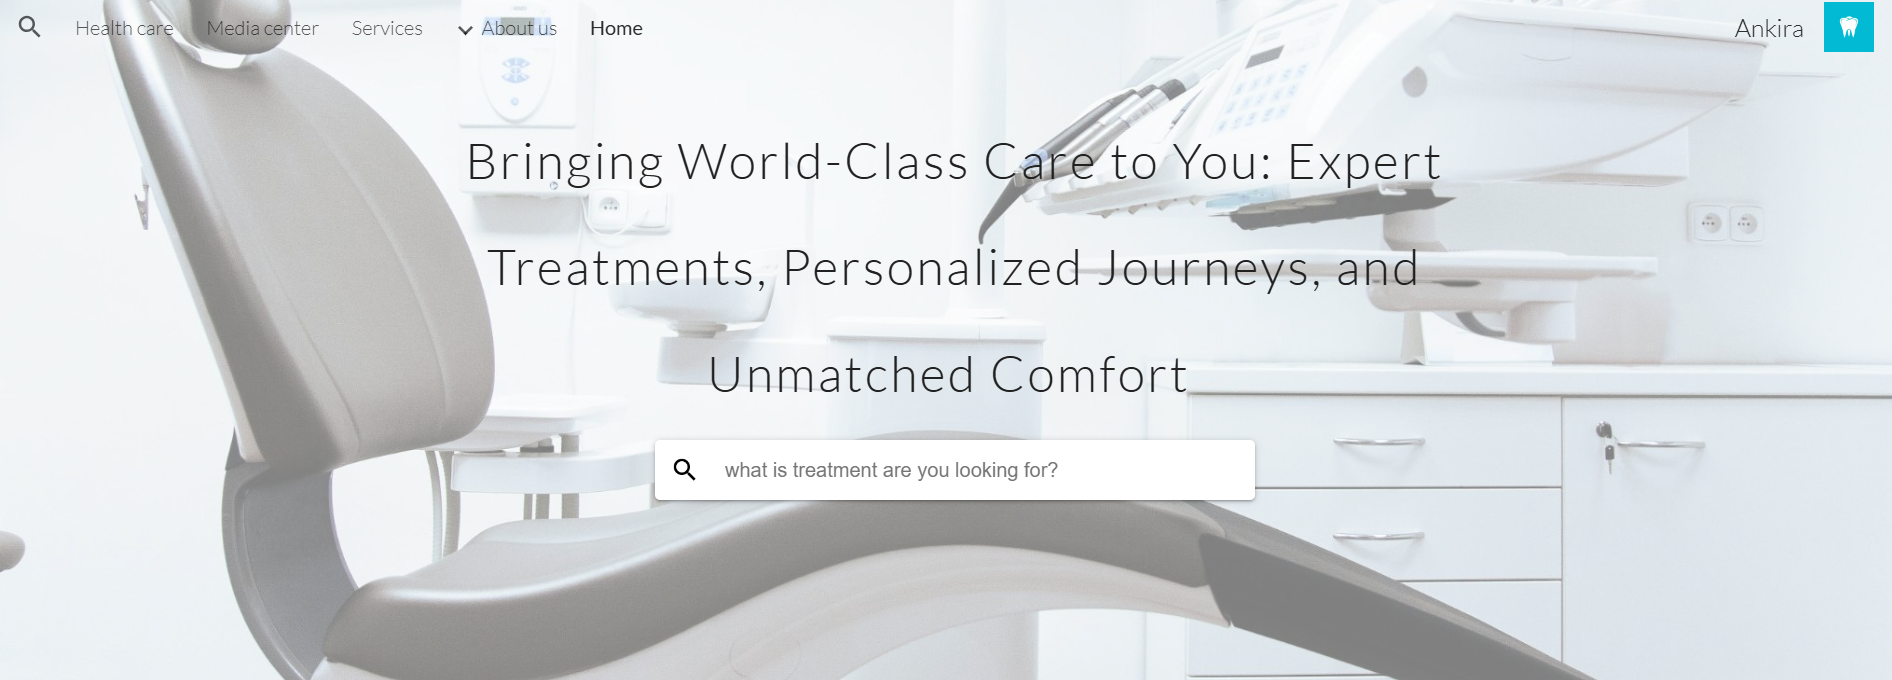 Health care
Media center
Services
About us
Home
Ankira
Bringing World-Class Care to You: Expert
Treatments, Personalized Journeys, and
Unmatched Comfort
what is treatment are you looking for?